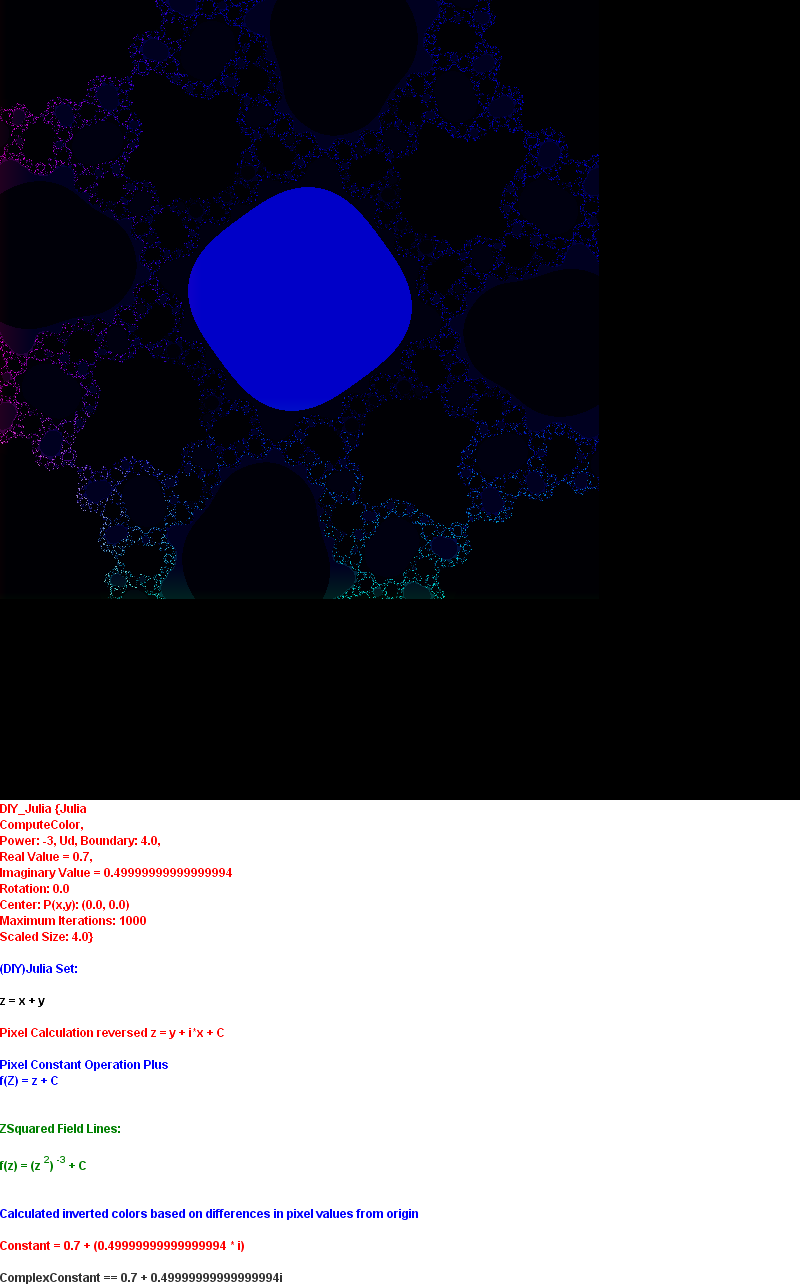 DIY_Julia {Julia
ComputeColor,
Power: -3, Ud, Boundary: 4.0,
Real Value = 0.7,
Imaginary Value = 0.49999999999999994
Rotation: 0.0
Center: P(x,y): (0.0, 0.0)
Maximum Iterations: 1000
Scaled Size: 4.0}
(DIY)Julia Set:
z = x + y
Pixel Calculation reversed z = y + i*x + C
Pixel Constant Operation Plus
f(Z) = z + C
ZSquared Field Lines:
f(z) = (z 2) -3 + C
Calculated inverted colors based on differences in pixel values from origin
Constant = 0.7 + (0.49999999999999994 * i)
ComplexConstant == 0.7 + 0.49999999999999994i